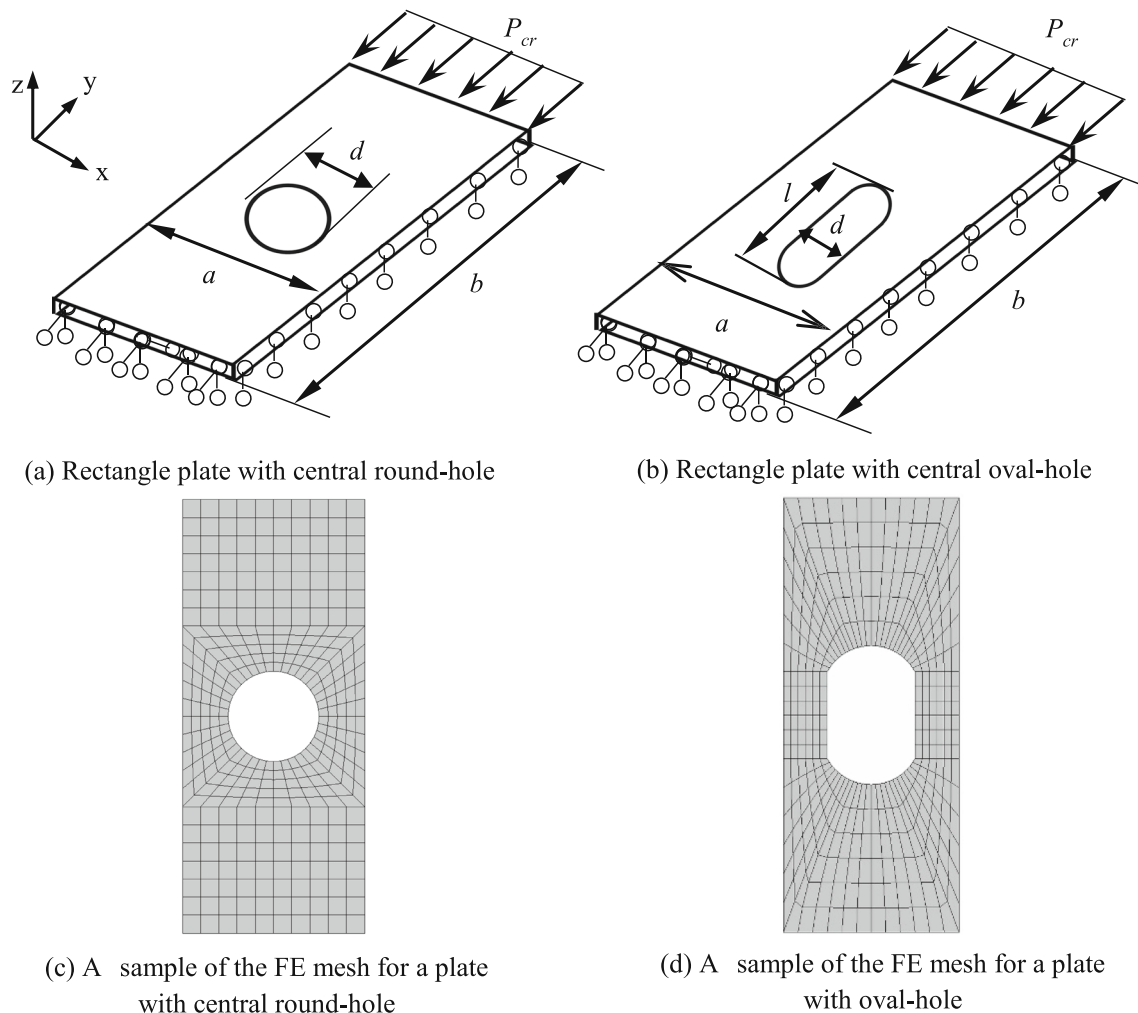 P_cr
z
y
x
d
a
b
(a) Rectangle plate with central round-hole
P_cr
l
d
a
b
(b) Rectangle plate with central oval-hole
(c) A sample of the FE mesh for a plate
with central round-hole
(d) A sample of the FE mesh for a plate
with oval-hole